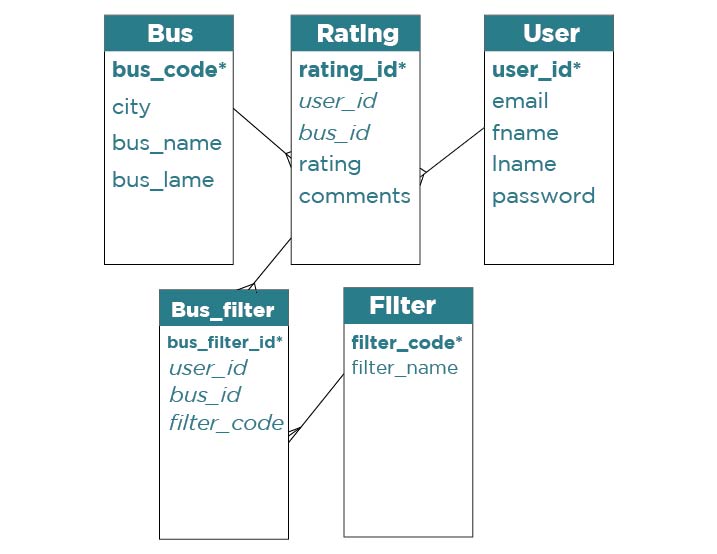 Bus
bus_code*
city
bus_name
bus_lame
Rating
rating_id*
user_id
bus_id
rating
comments
User
user_id*
email
fname
lname
password
Bus_filter
bus_filter_id*
user_id
bus_id
filter_code
Filter
filter_code*
filter_name